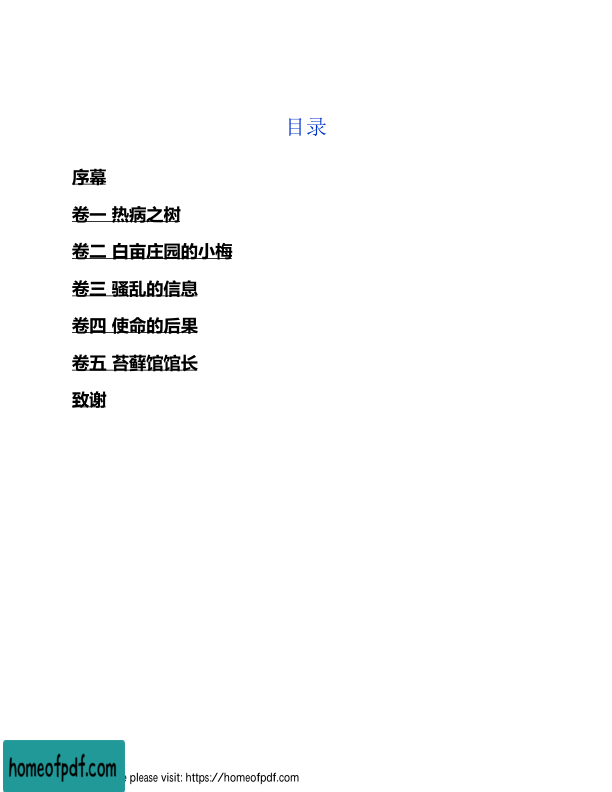 目录
序幕
卷一 热病之树
卷二 白亩庄园的小梅
卷三 骚乱的信息
卷四 使命的后果
卷五 苔藓馆馆长
致谢
homeofpdf.com
please visit: https://homeofpdf.com